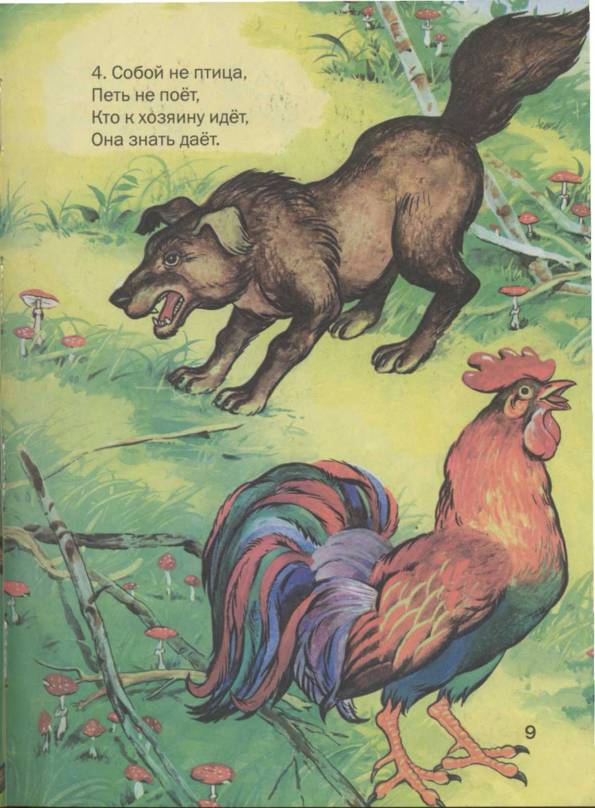 4. Собой не птица,
Петь не поёт,
Кто к хозяину идёт,
Она знать даёт.
9